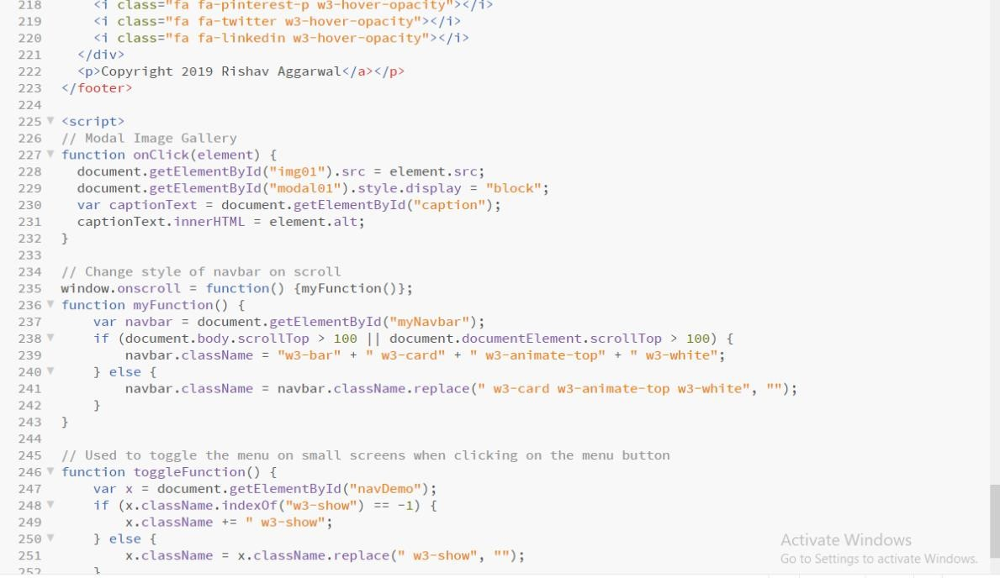 218 <i class="fa fa-pinterest-p w3-hover-opacity"></i>
219 <i class="fa fa-twitter w3-hover-opacity"></i>
220 <i class="fa fa-linkedin w3-hover-opacity"></i>
221 </div>
222 <p>Copyright 2019 Rishav Aggarwal</a></p>
223 </footer>
224
225 <script>
226 // Modal Image Gallery
227 function onClick(element) {
228 document.getElementById("img01").src = element.src;
229 document.getElementById("modal01").style.display = "block";
230 var captionText = document.getElementById("caption");
231 captionText.innerHTML = element.alt;
232 }
233
234 // Change style of navbar on scroll
235 window.onscroll = function() {myFunction()};
236 function myFunction() {
237 var navbar = document.getElementById("myNavbar");
238 if (document.body.scrollTop > 100 || document.documentElement.scrollTop > 100) {
239 navbar.className = "w3-bar" + " w3-card" + " w3-animate-top" + " w3-white";
240 } else {
241 navbar.className = navbar.className.replace(" w3-card w3-animate-top w3-white", "");
242 }
243 }
244
245 // Used to toggle the menu on small screens when clicking on the menu button
246 function toggleFunction() {
247 var x = document.getElementById("navDemo");
248 if (x.className.indexOf("w3-show") == -1) {
249 x.className += " w3-show";
250 } else {
251 x.className = x.className.replace(" w3-show", "");
252 }
Activate Windows
Go to Settings to activate Windows.